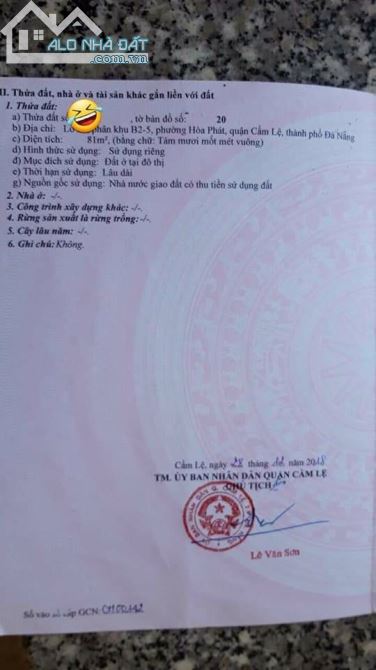 ALO NHÀ ĐẤT
II. Thửa đất, nhà ở và tài sản khác gắn liền với đất
1. Thửa đất:
a) Thửa đất số , tờ bản đồ số: 20
b) Địa chỉ: phân khu B2-5, phường Hòa Phát, quận Cẩm Lệ, thành phố Đà Nẵng
c) Diện tích: 81m², (bằng chữ: Tám mươi mốt mét vuông)
d) Hình thức sử dụng: Sử dụng riêng
đ) Mục đích sử dụng: Đất ở tại đô thị
e) Thời hạn sử dụng: Lâu dài
g) Nguồn gốc sử dụng: Nhà nước giao đất có thu tiền sử dụng đất
2. Nhà ở: -/-
3. Công trình xây dựng khác: -/-
4. Rừng sản xuất là rừng trồng: -/-
5. Cây lâu năm: -/-
6. Ghi chú: Không.
Cẩm Lệ, ngày 28 tháng 12 năm 2018
TM. ỦY BAN NHÂN DÂN QUẬN CẨM LỆ
CHỦ TỊCH
Lê Văn Sơn
Số vào sổ cấp GCN: